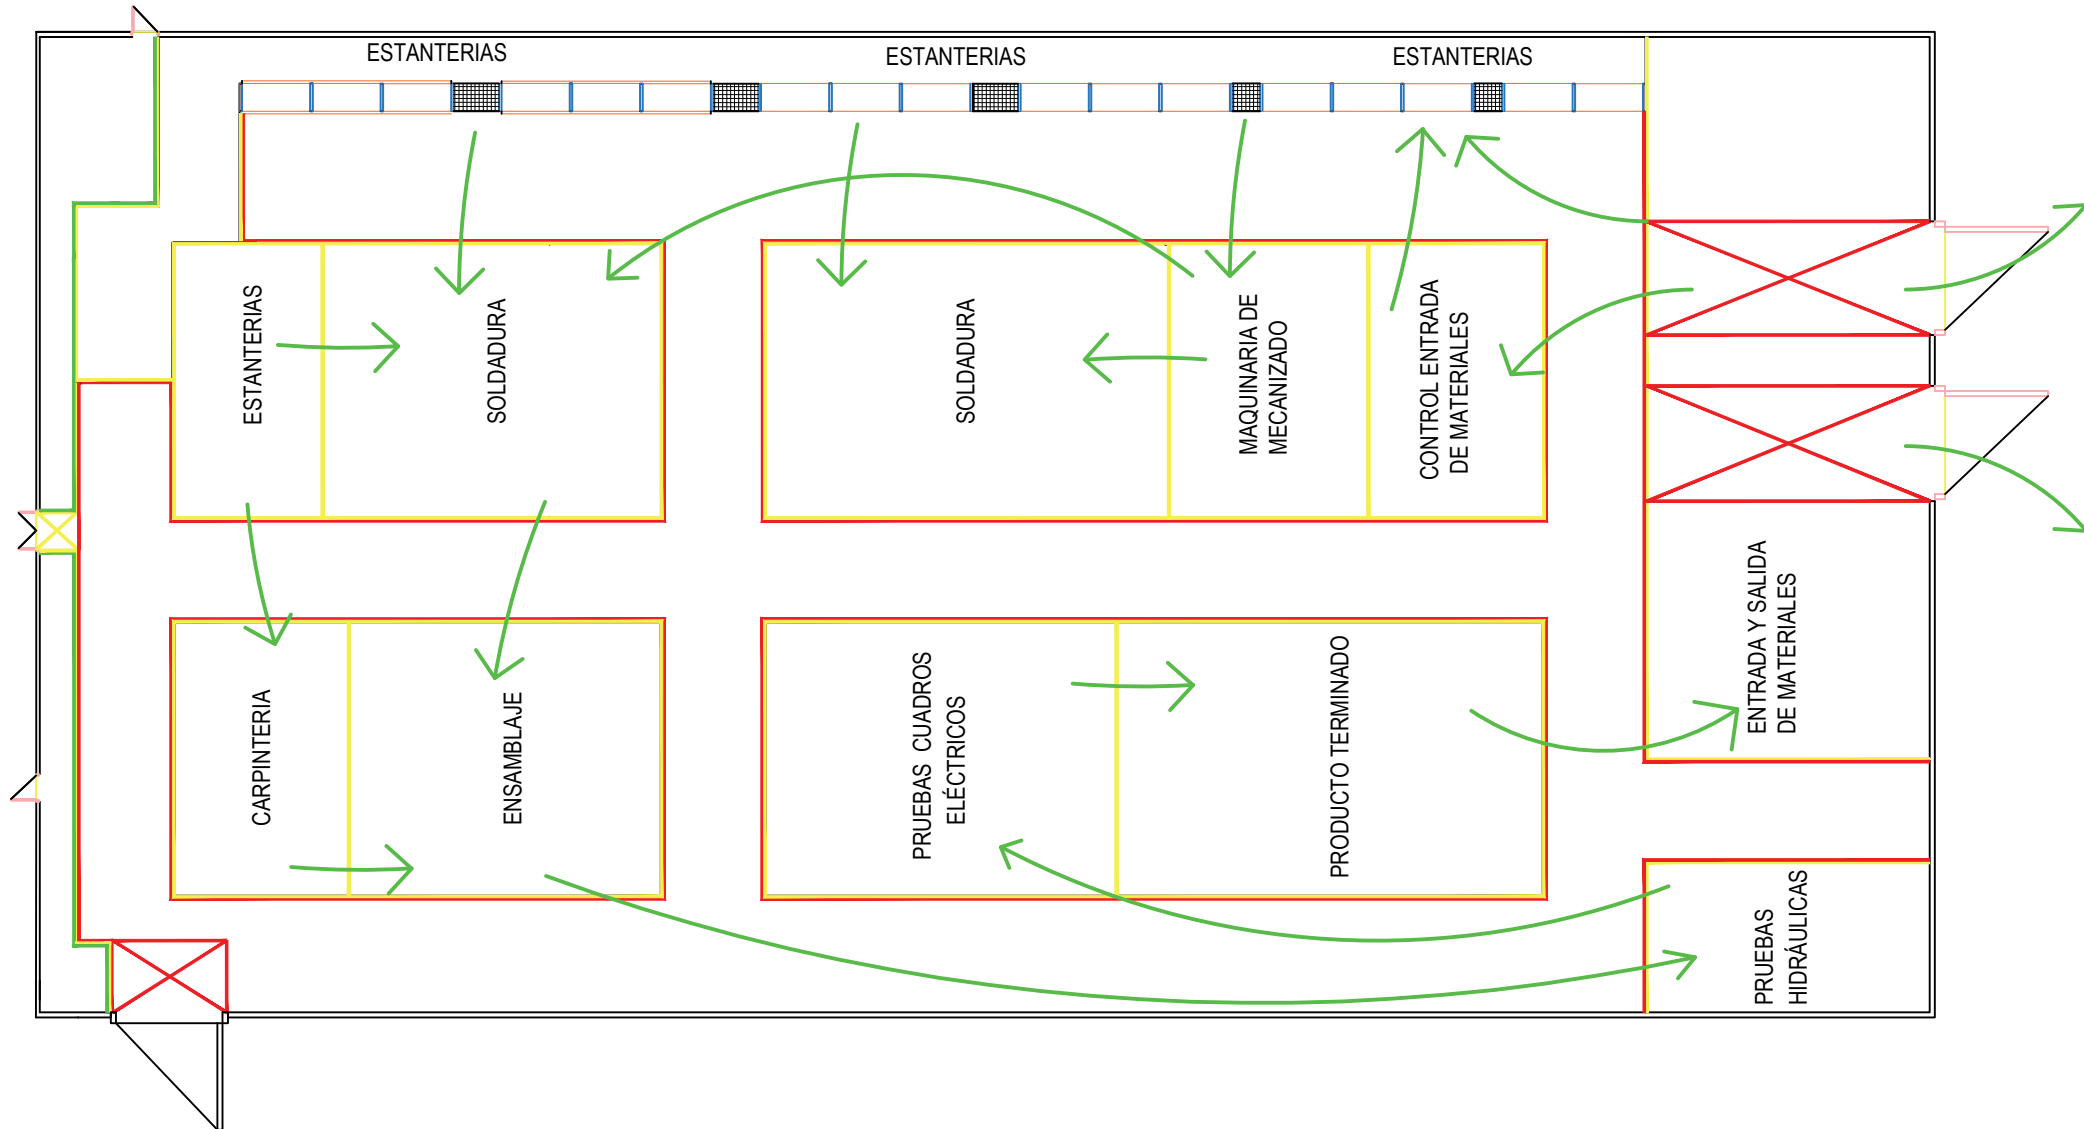 ESTANTERIAS
ESTANTERIAS
ESTANTERIAS
ESTANTERIAS
SOLDADURA
SOLDADURA
MAQUINARIA DE
MECANIZADO
CONTROL ENTRADA
DE MATERIALES
ENTRADA Y SALIDA
DE MATERIALES
CARPINTERIA
ENSAMBLAJE
PRUEBAS CUADROS
ELÉCTRICOS
PRODUCTO TERMINADO
PRUEBAS
HIDRÁULICAS